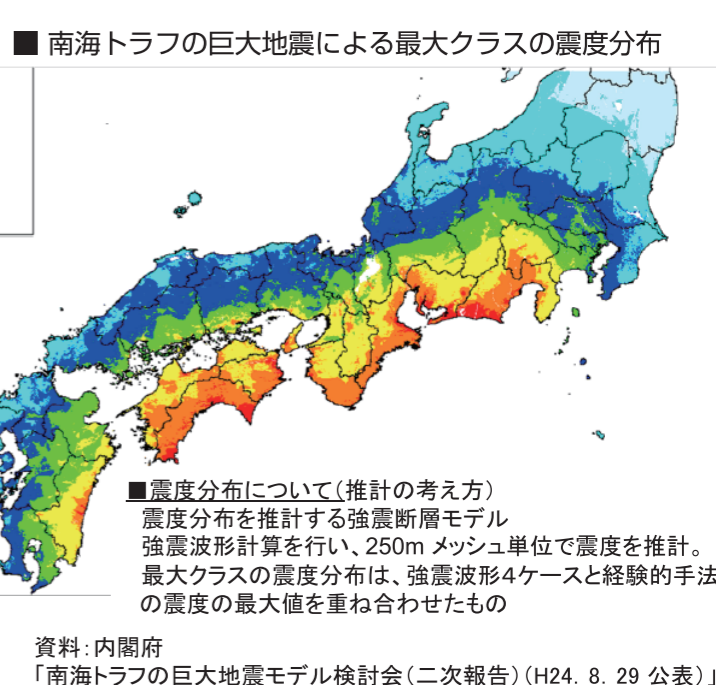 ■ 南海トラフの巨大地震による最大クラスの震度分布
■震度分布について(推計の考え方)
震度分布を推計する強震断層モデル
強震波形計算を行い、250m メッシュ単位で震度を推計。
最大クラスの震度分布は、強震波形4ケースと経験的手法
の震度の最大値を重ね合わせたもの
資料:内閣府
「南海トラフの巨大地震モデル検討会(二次報告)(H24. 8. 29 公表)」